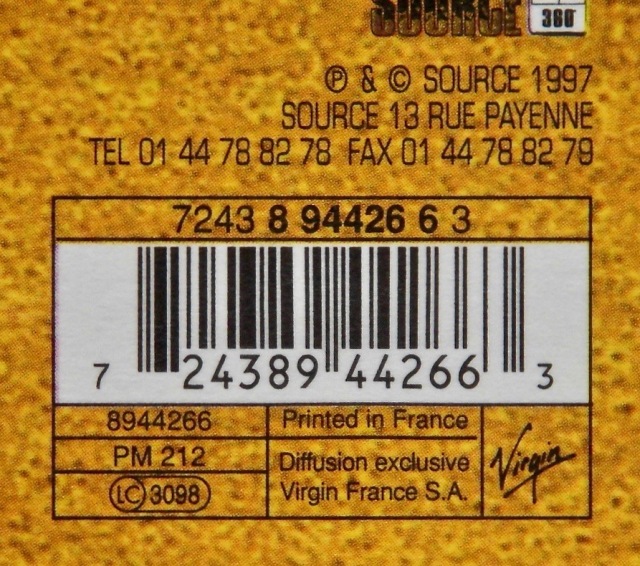 SOURCE 360°
℗ & © SOURCE 1997
SOURCE 13 RUE PAYENNE
TEL 01 44 78 82 78 FAX 01 44 78 82 79
7243 8 94426 6 3
7 24389 44266 3
8944266
PM 212
LC 3098
Printed in France
Diffusion exclusive
Virgin France S.A.
Virgin